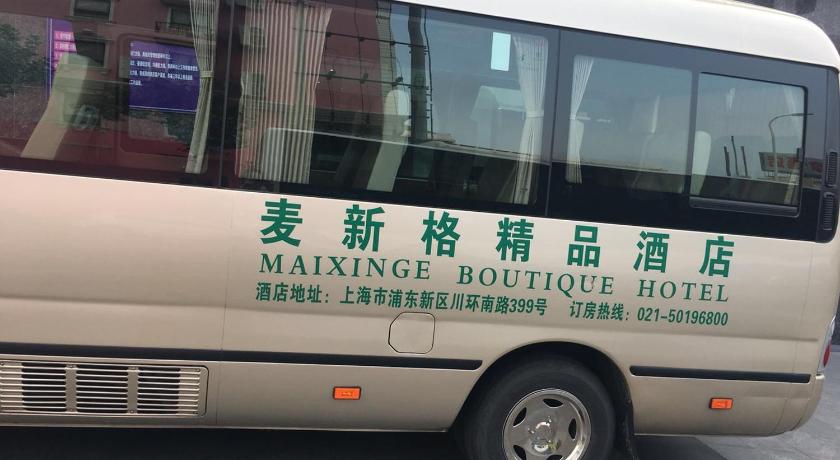 麦新格精品酒店
MAIXINGE BOUTIQUE HOTEL
酒店地址：上海市浦东新区川环南路399号 订房热线：021-50196800